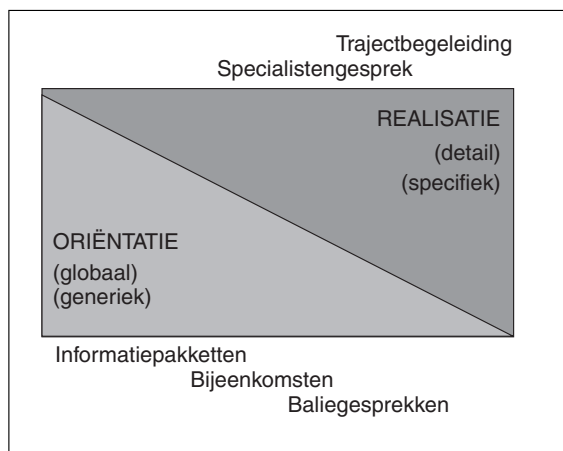 Trajectbegeleiding
Specialistengesprek
REALISATIE
(detail)
(specifiek)
ORIËNTATIE
(globaal)
(generiek)
Informatiepakketten
Bijeenkomsten
Baliegesprekken